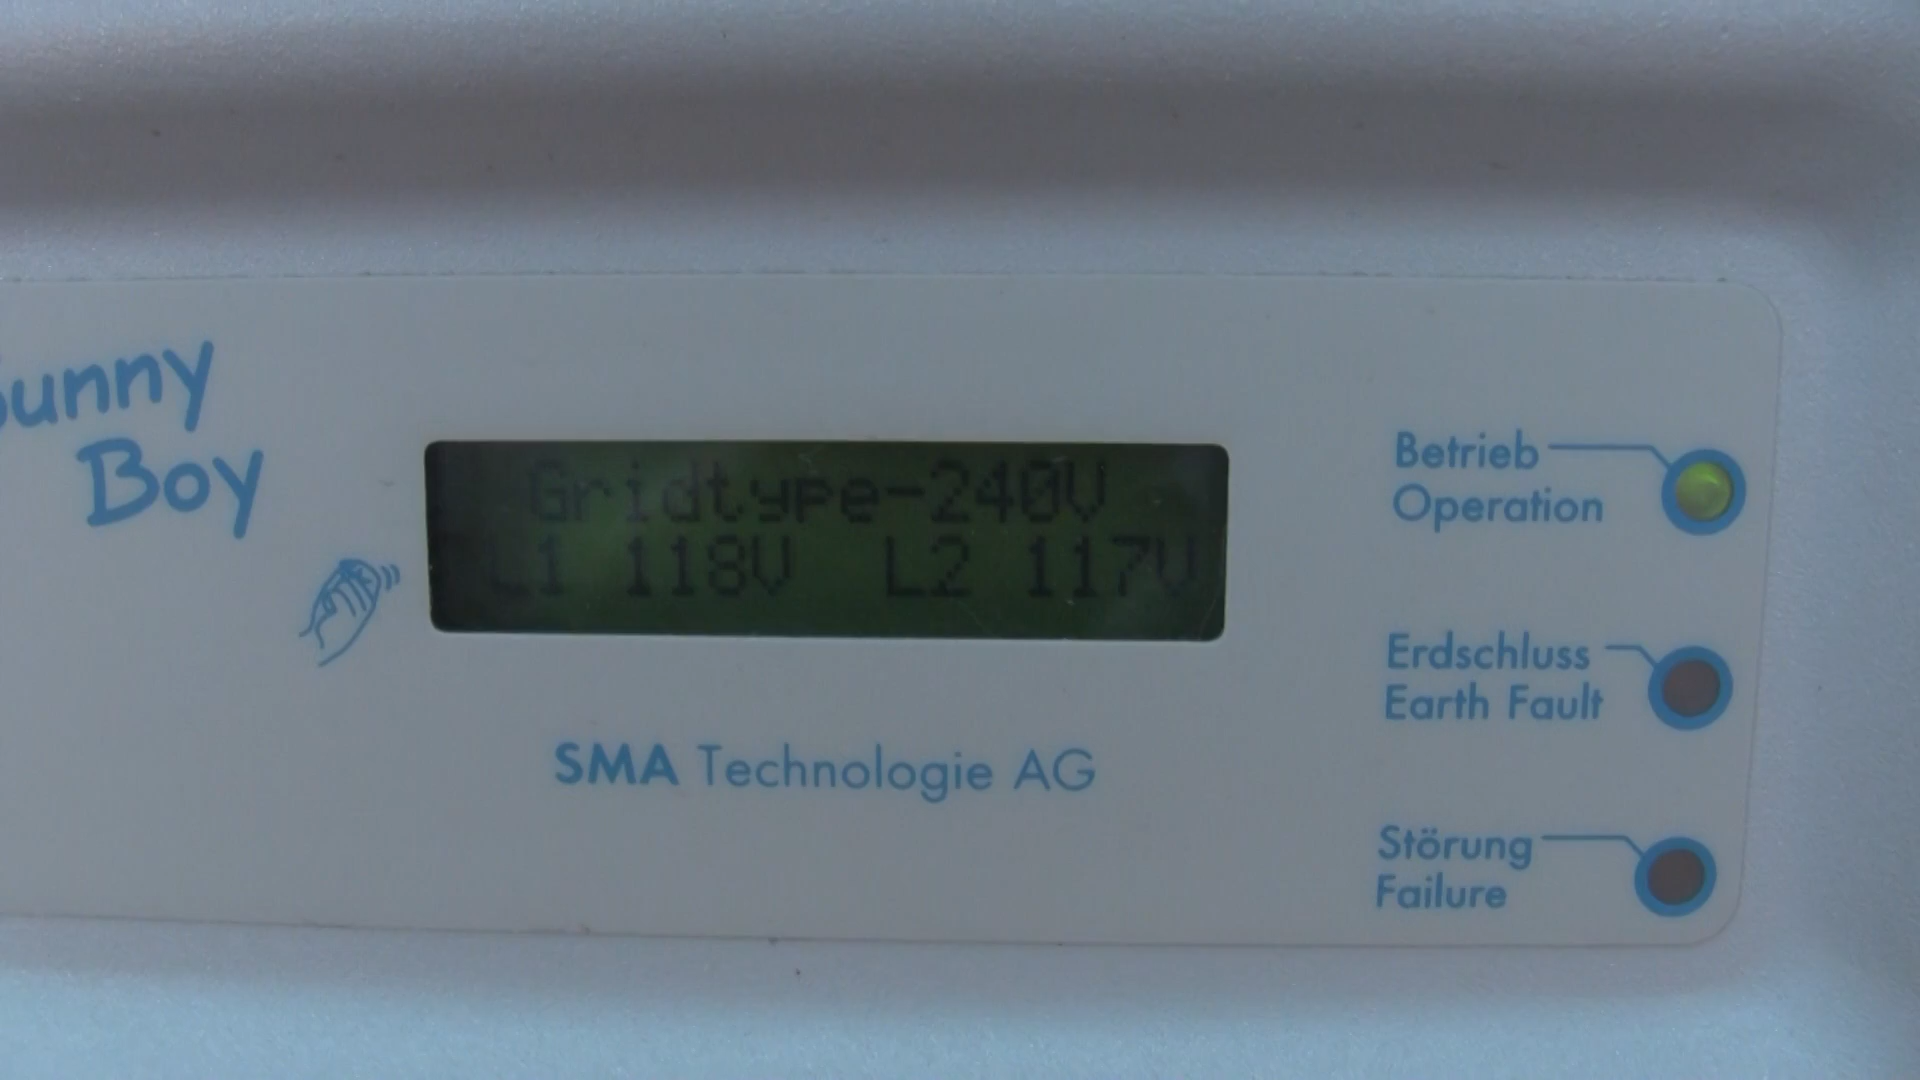 Sunny
Boy
Gridtype-240V
L1 118V L2 117V
SMA Technologie AG
Betrieb
Operation
Erdschluss
Earth Fault
Störung
Failure